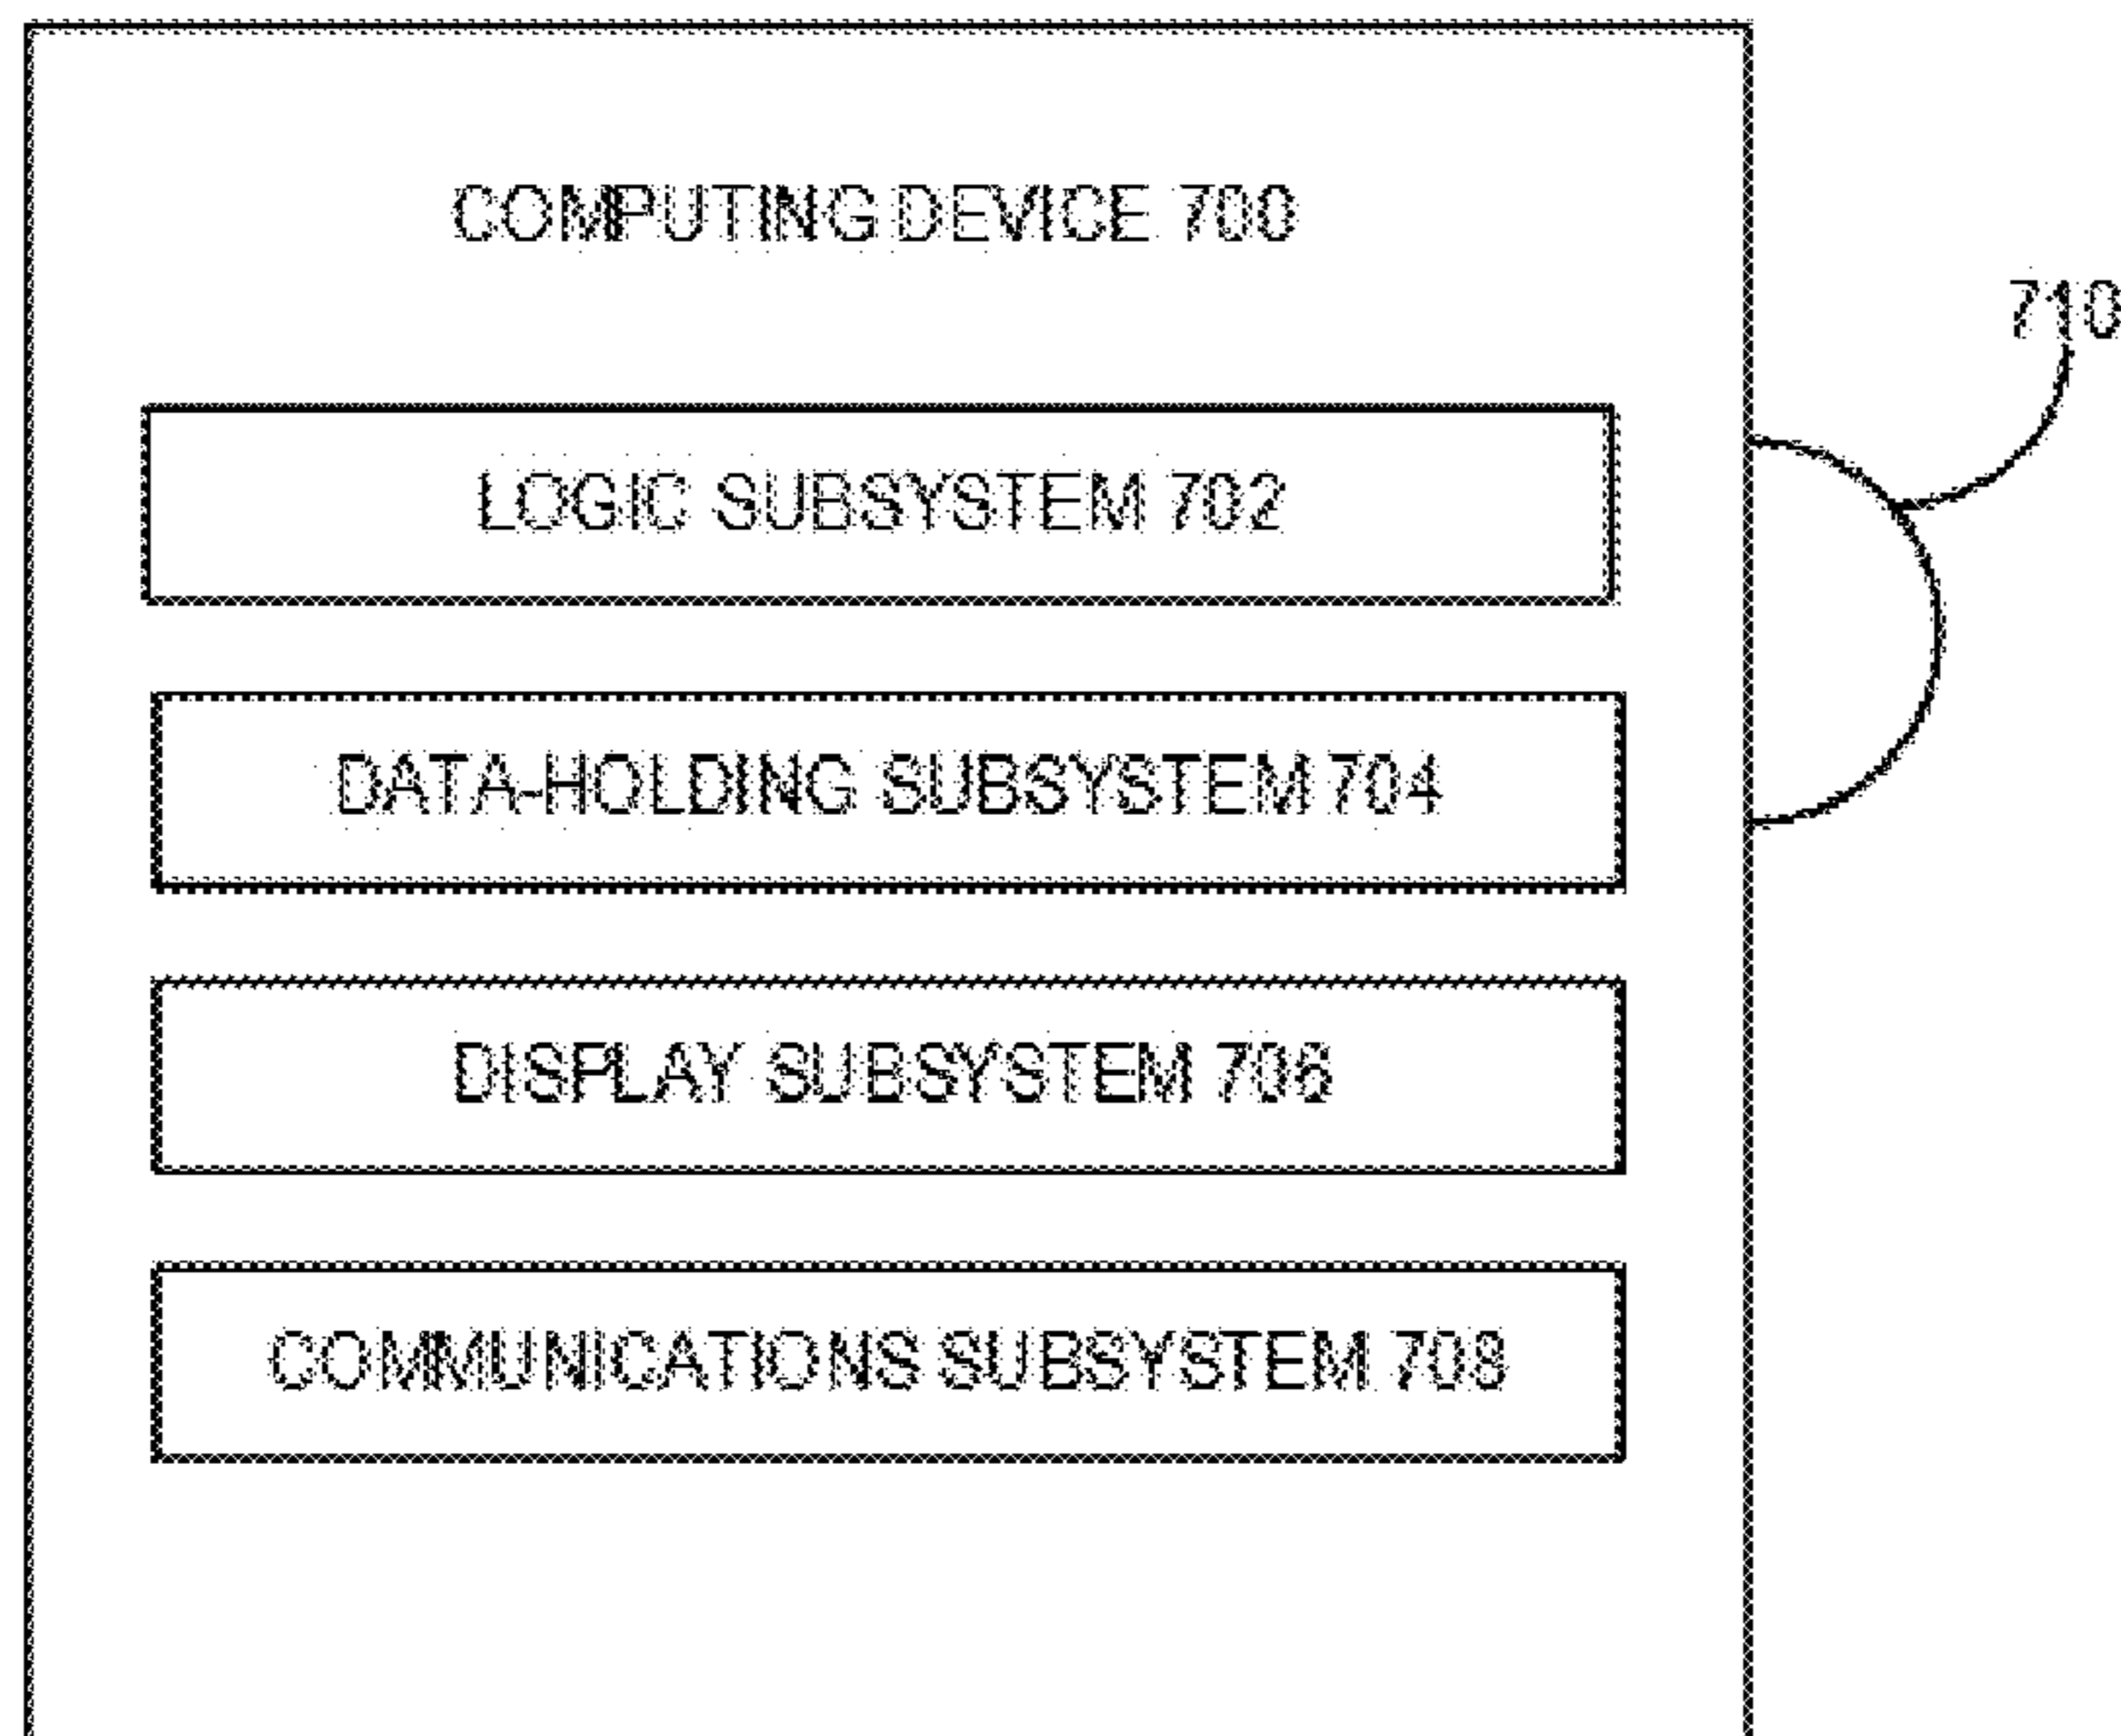 COMPUTING DEVICE 700
710
LOGIC SUBSYSTEM 702
DATA-HOLDING SUBSYSTEM 704
DISPLAY SUBSYSTEM 706
COMMUNICATIONS SUBSYSTEM 708